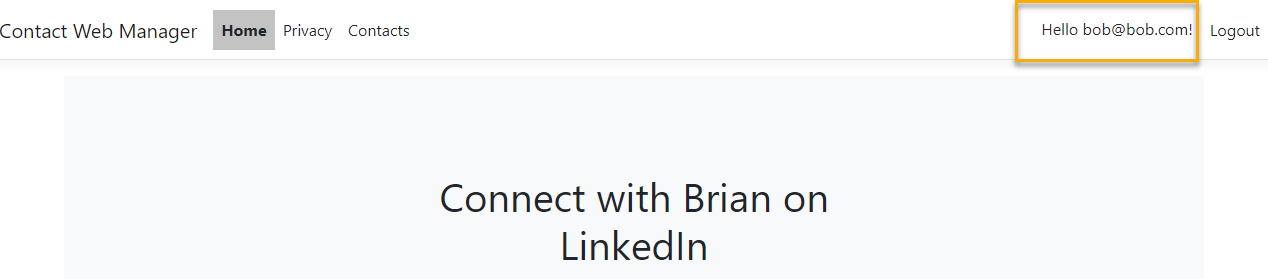 Contact Web Manager Home Privacy Contacts Hello bob@bob.com! Logout
Connect with Brian on
LinkedIn